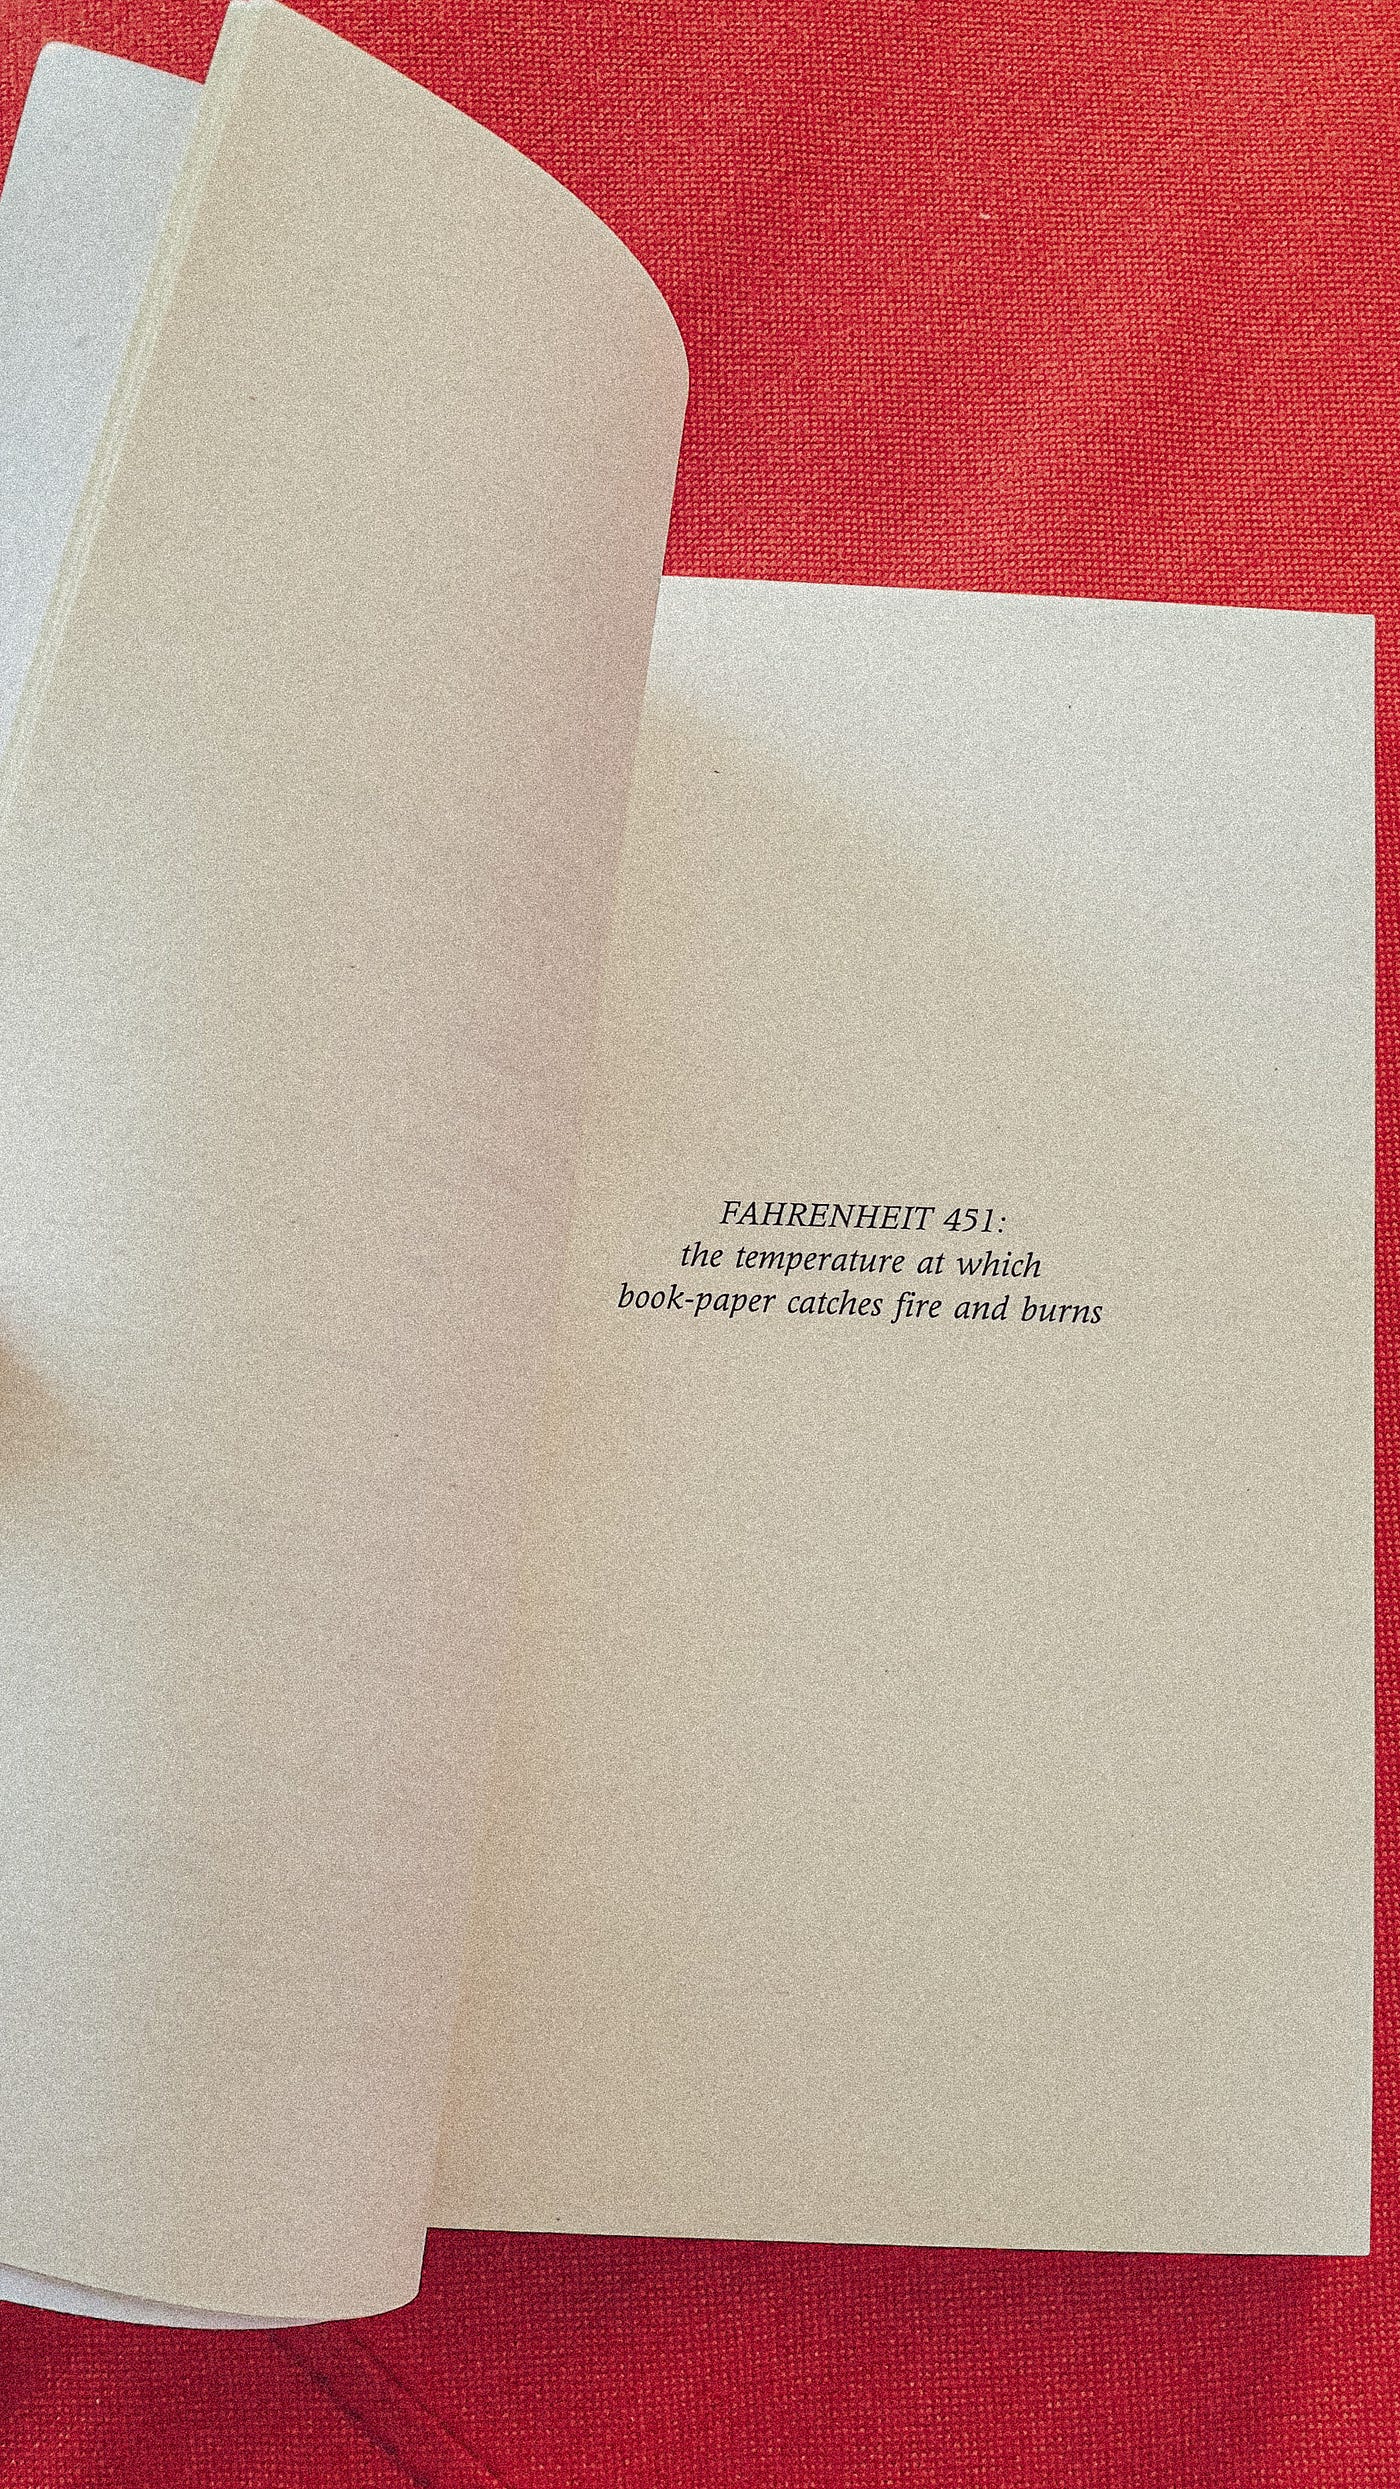 FAHRENHEIT 451:
the temperature at which
book-paper catches fire and burns